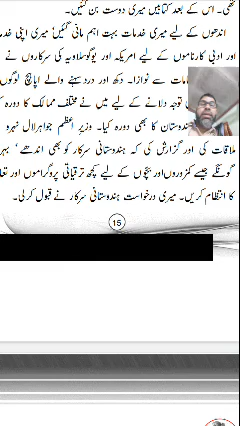 تھی۔ اس کے بعد کتابیں میری دوست بن گئیں۔
اندھوں کے لیے میری خدمات بہت اہم مانی گئیں! میری اپنی خد
اور ادبی کارناموں کے لیے امریکہ اور یوگوسلاویہ کی سرکاروں نے
مات سے نوازا۔ دکھ اور درد سہنے والے اپاہج لوگوں
توجہ دلانے کے لیے میں نے مختلف ممالک کا دورہ
ہندوستان کا بھی دورہ کیا۔ وزیر اعظم جواہر لال نہرو
ملاقات کی اور گزارش کی کہ ہندوستانی سرکار کو بھی اندھے، بہر
گونگے جیسے کمزوروں اور بچوں کے لیے کچھ ترقیاتی پروگراموں اور تعا
کا انتظام کریں۔ میری درخواست ہندوستانی سرکار نے قبول کرلی۔
15